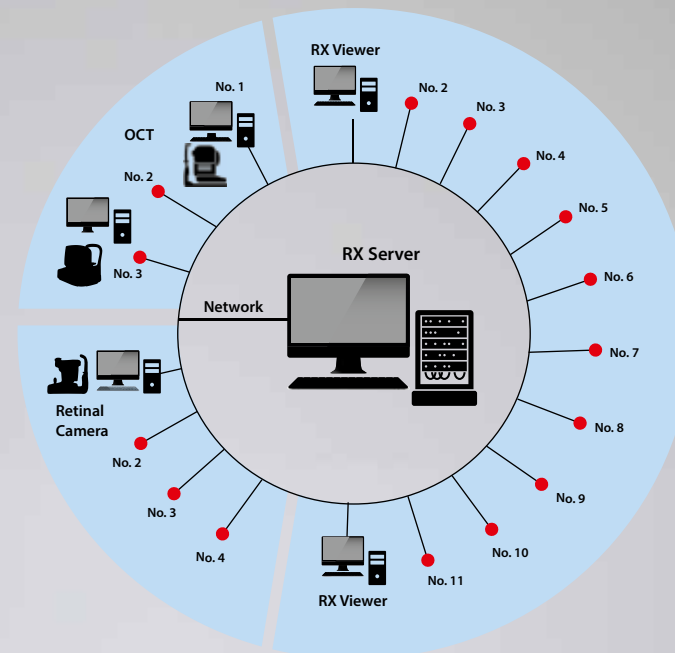 RX Viewer
No. 1
No. 2
No. 3
OCT
No. 4
No. 2
No. 5
RX Server
No. 3
No. 6
Network
No. 7
Retinal
Camera
No. 8
No. 2
No. 9
No. 3
No. 4
No. 10
No. 11
RX Viewer